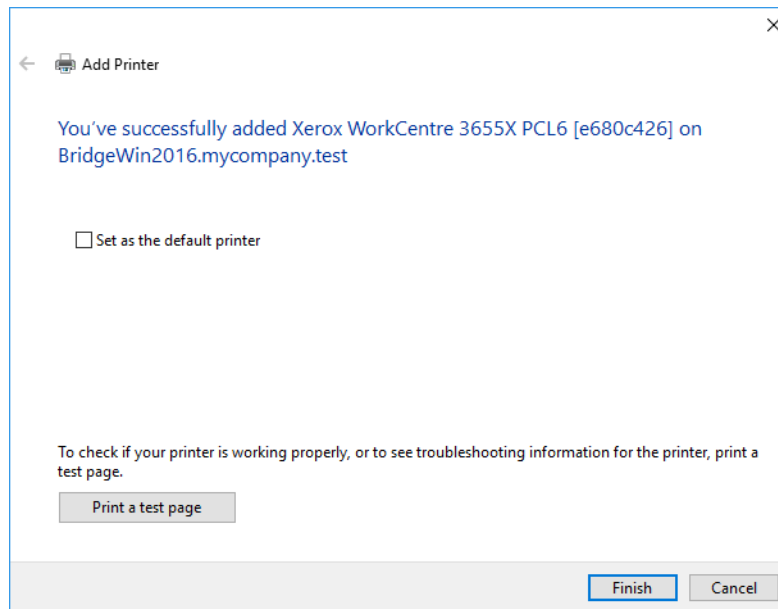 Add Printer
You've successfully added Xerox WorkCentre 3655X PCL6 [e680c426] on
BridgeWin2016.mycompany.test
Set as the default printer
To check if your printer is working properly, or to see troubleshooting information for the printer, print a
test page.
Print a test page
Finish
Cancel